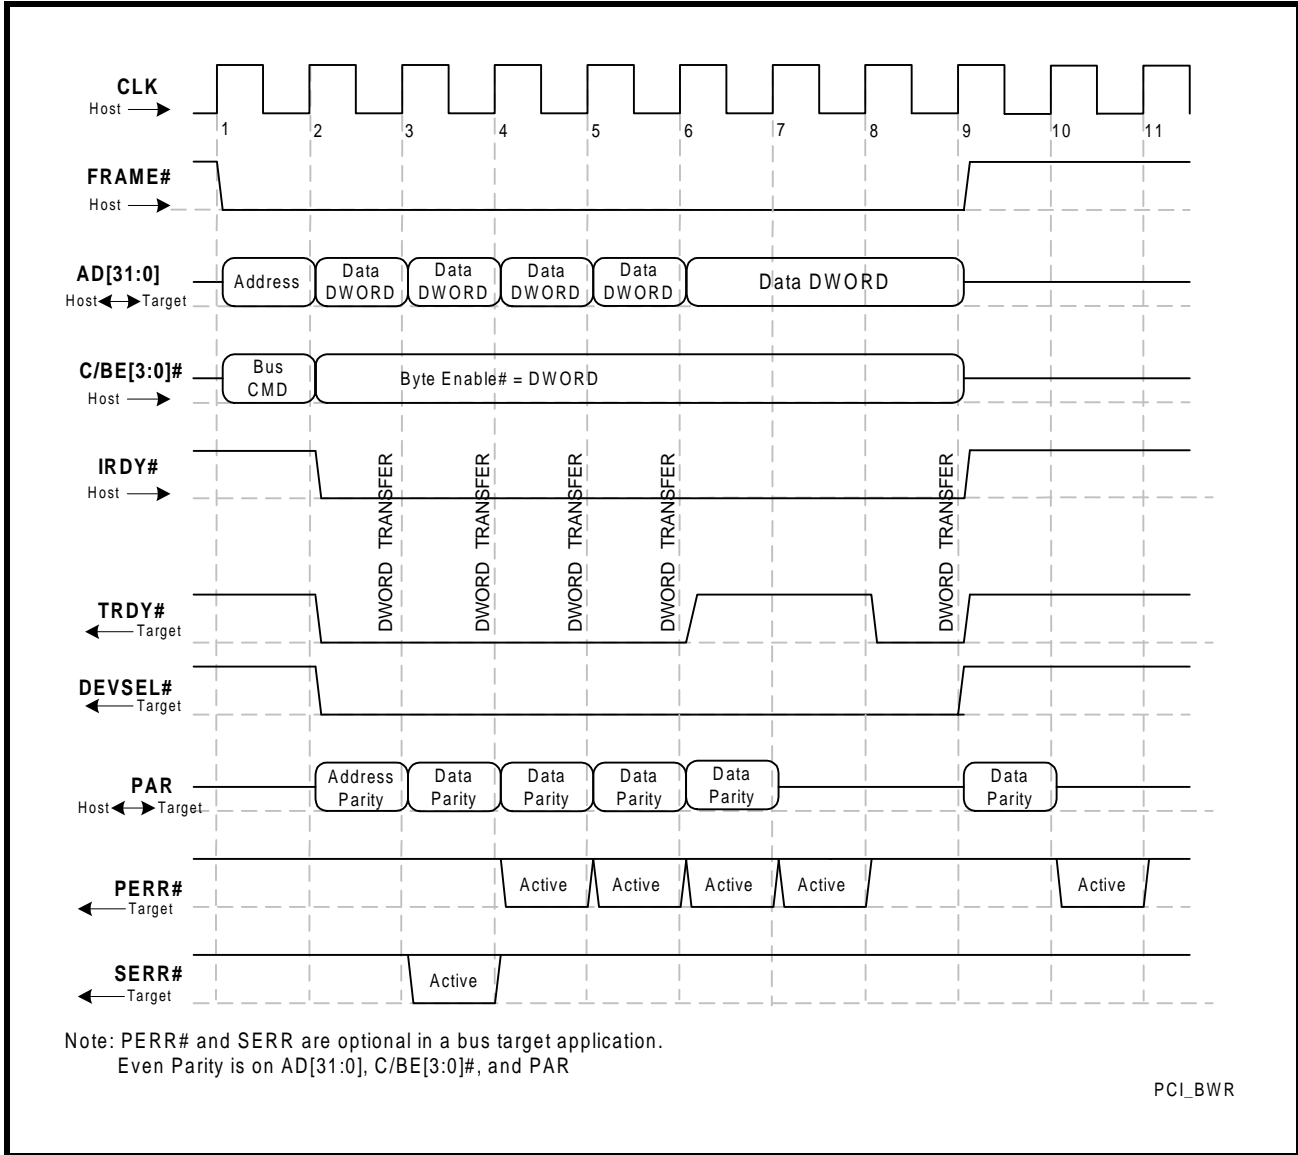 CLK
Host
1 2 3 4 5 6 7 8 9 10 11
FRAME#
Host
AD[31:0]
Host Target
Address
Data
DWORD
Data
DWORD
Data
DWORD
Data
DWORD
Data DWORD
C/BE[3:0]#
Host
Bus
CMD
Byte Enable# = DWORD
IRDY#
Host
DWORD TRANSFER
DWORD TRANSFER
DWORD TRANSFER
DWORD TRANSFER
DWORD TRANSFER
TRDY#
Target
DEVSEL#
Target
PAR
Host Target
Address
Parity
Data
Parity
Data
Parity
Data
Parity
Data
Parity
Data
Parity
PERR#
Target
Active
Active
Active
Active
Active
SERR#
Target
Active
Note: PERR# and SERR are optional in a bus target application.
Even Parity is on AD[31:0], C/BE[3:0]#, and PAR
PCI_BWR